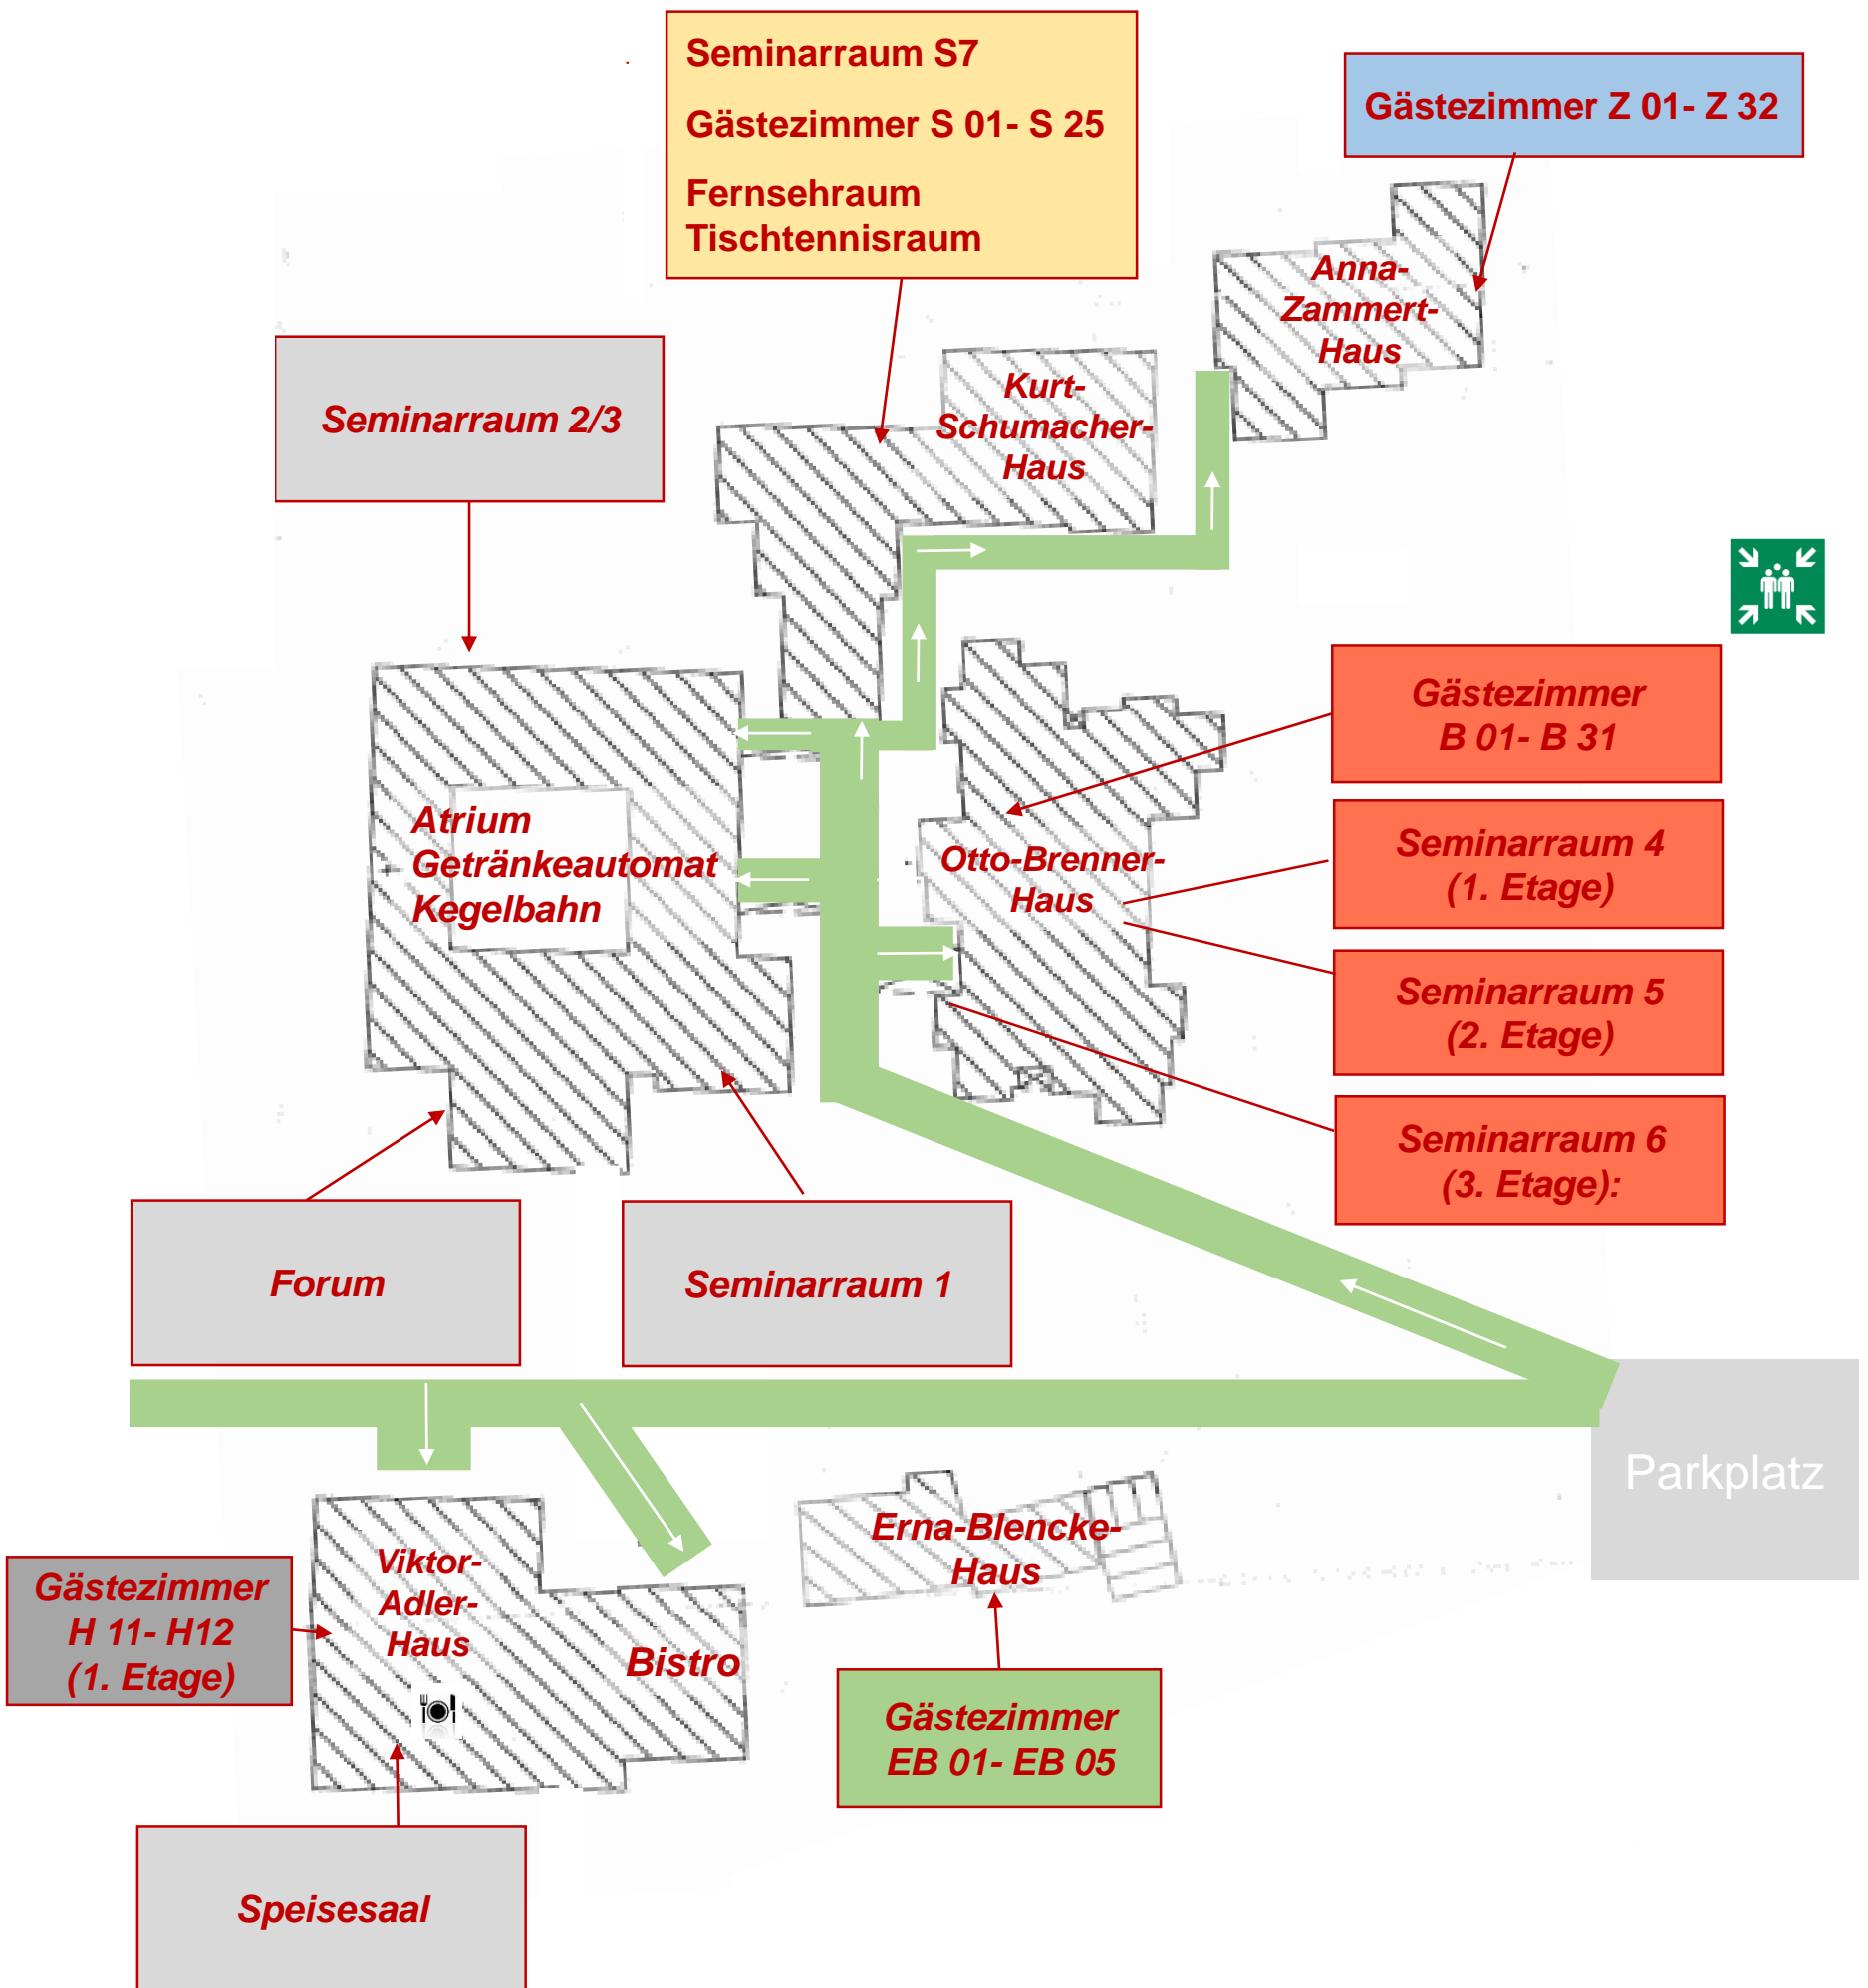 Seminarraum S7
Gästezimmer S 01- S 25
Fernsehraum
Tischtennisraum
Gästezimmer Z 01- Z 32
Anna-
Zammert-
Haus
Kurt-
Schumacher-
Haus
Seminarraum 2/3
Gästezimmer
B 01- B 31
Atrium
Getränkeautomat
Kegelbahn
Otto-Brenner-
Haus
Seminarraum 4
(1. Etage)
Seminarraum 5
(2. Etage)
Seminarraum 6
(3. Etage):
Forum
Seminarraum 1
Parkplatz
Erna-Blencke-
Haus
Viktor-
Adler-
Haus
Gästezimmer
H 11- H12
(1. Etage)
Bistro
Gästezimmer
EB 01- EB 05
Speisesaal